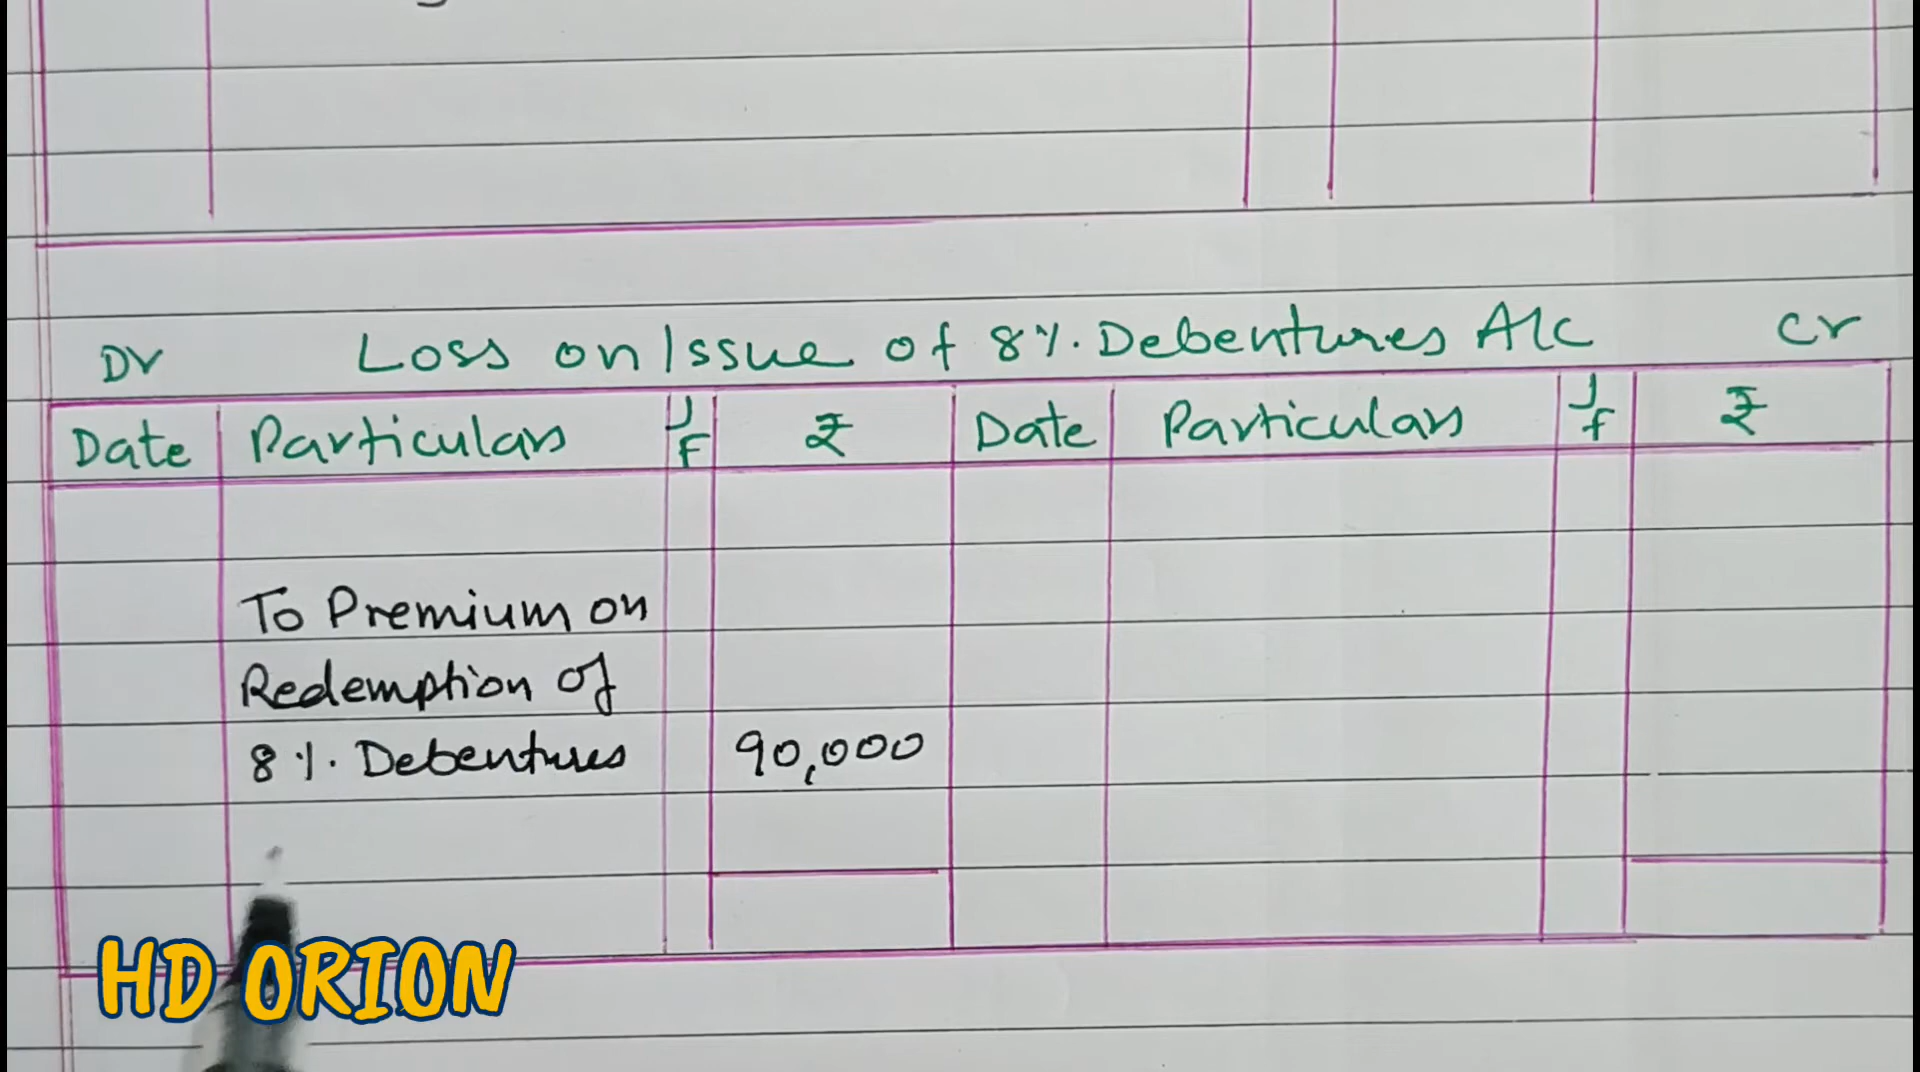 Dr Loss on Issue of 8%. Debentures A/c Cr
Date Particulars J F ₹ Date Particulars J F ₹
To Premium on
Redemption of
8%. Debentures 90,000
HD ORION